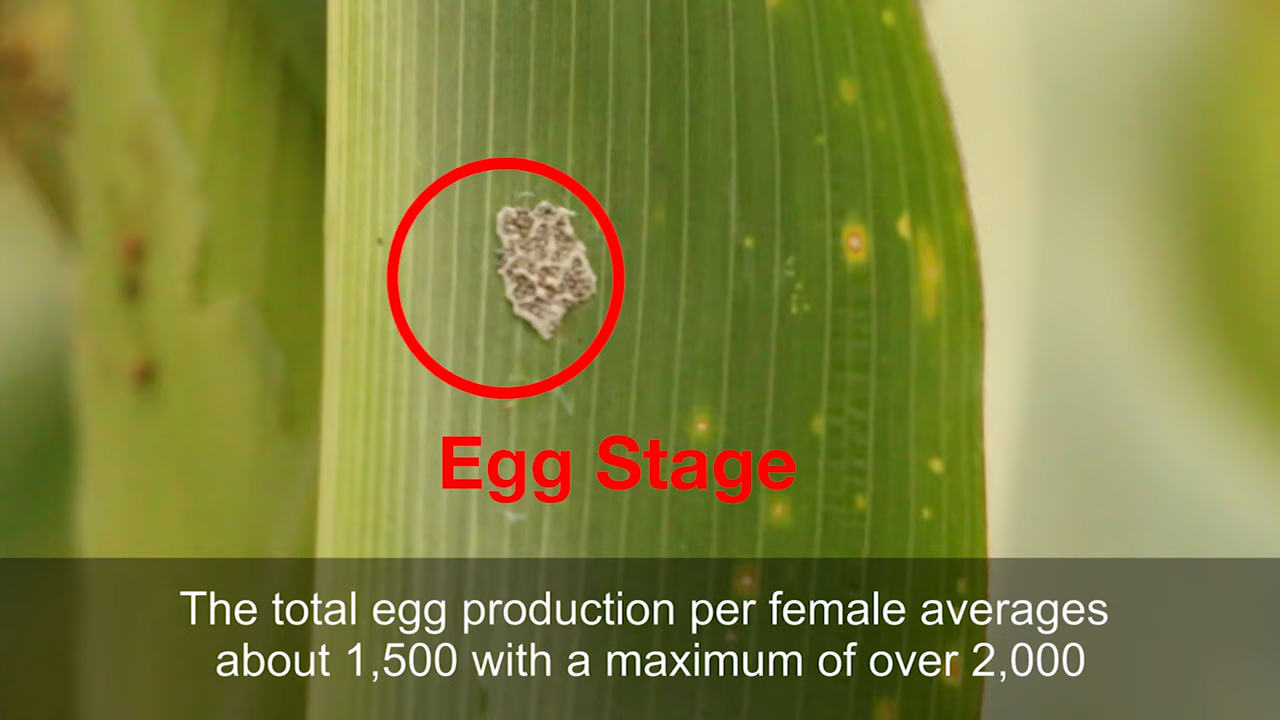 Egg Stage
The total egg production per female averages
about 1,500 with a maximum of over 2,000